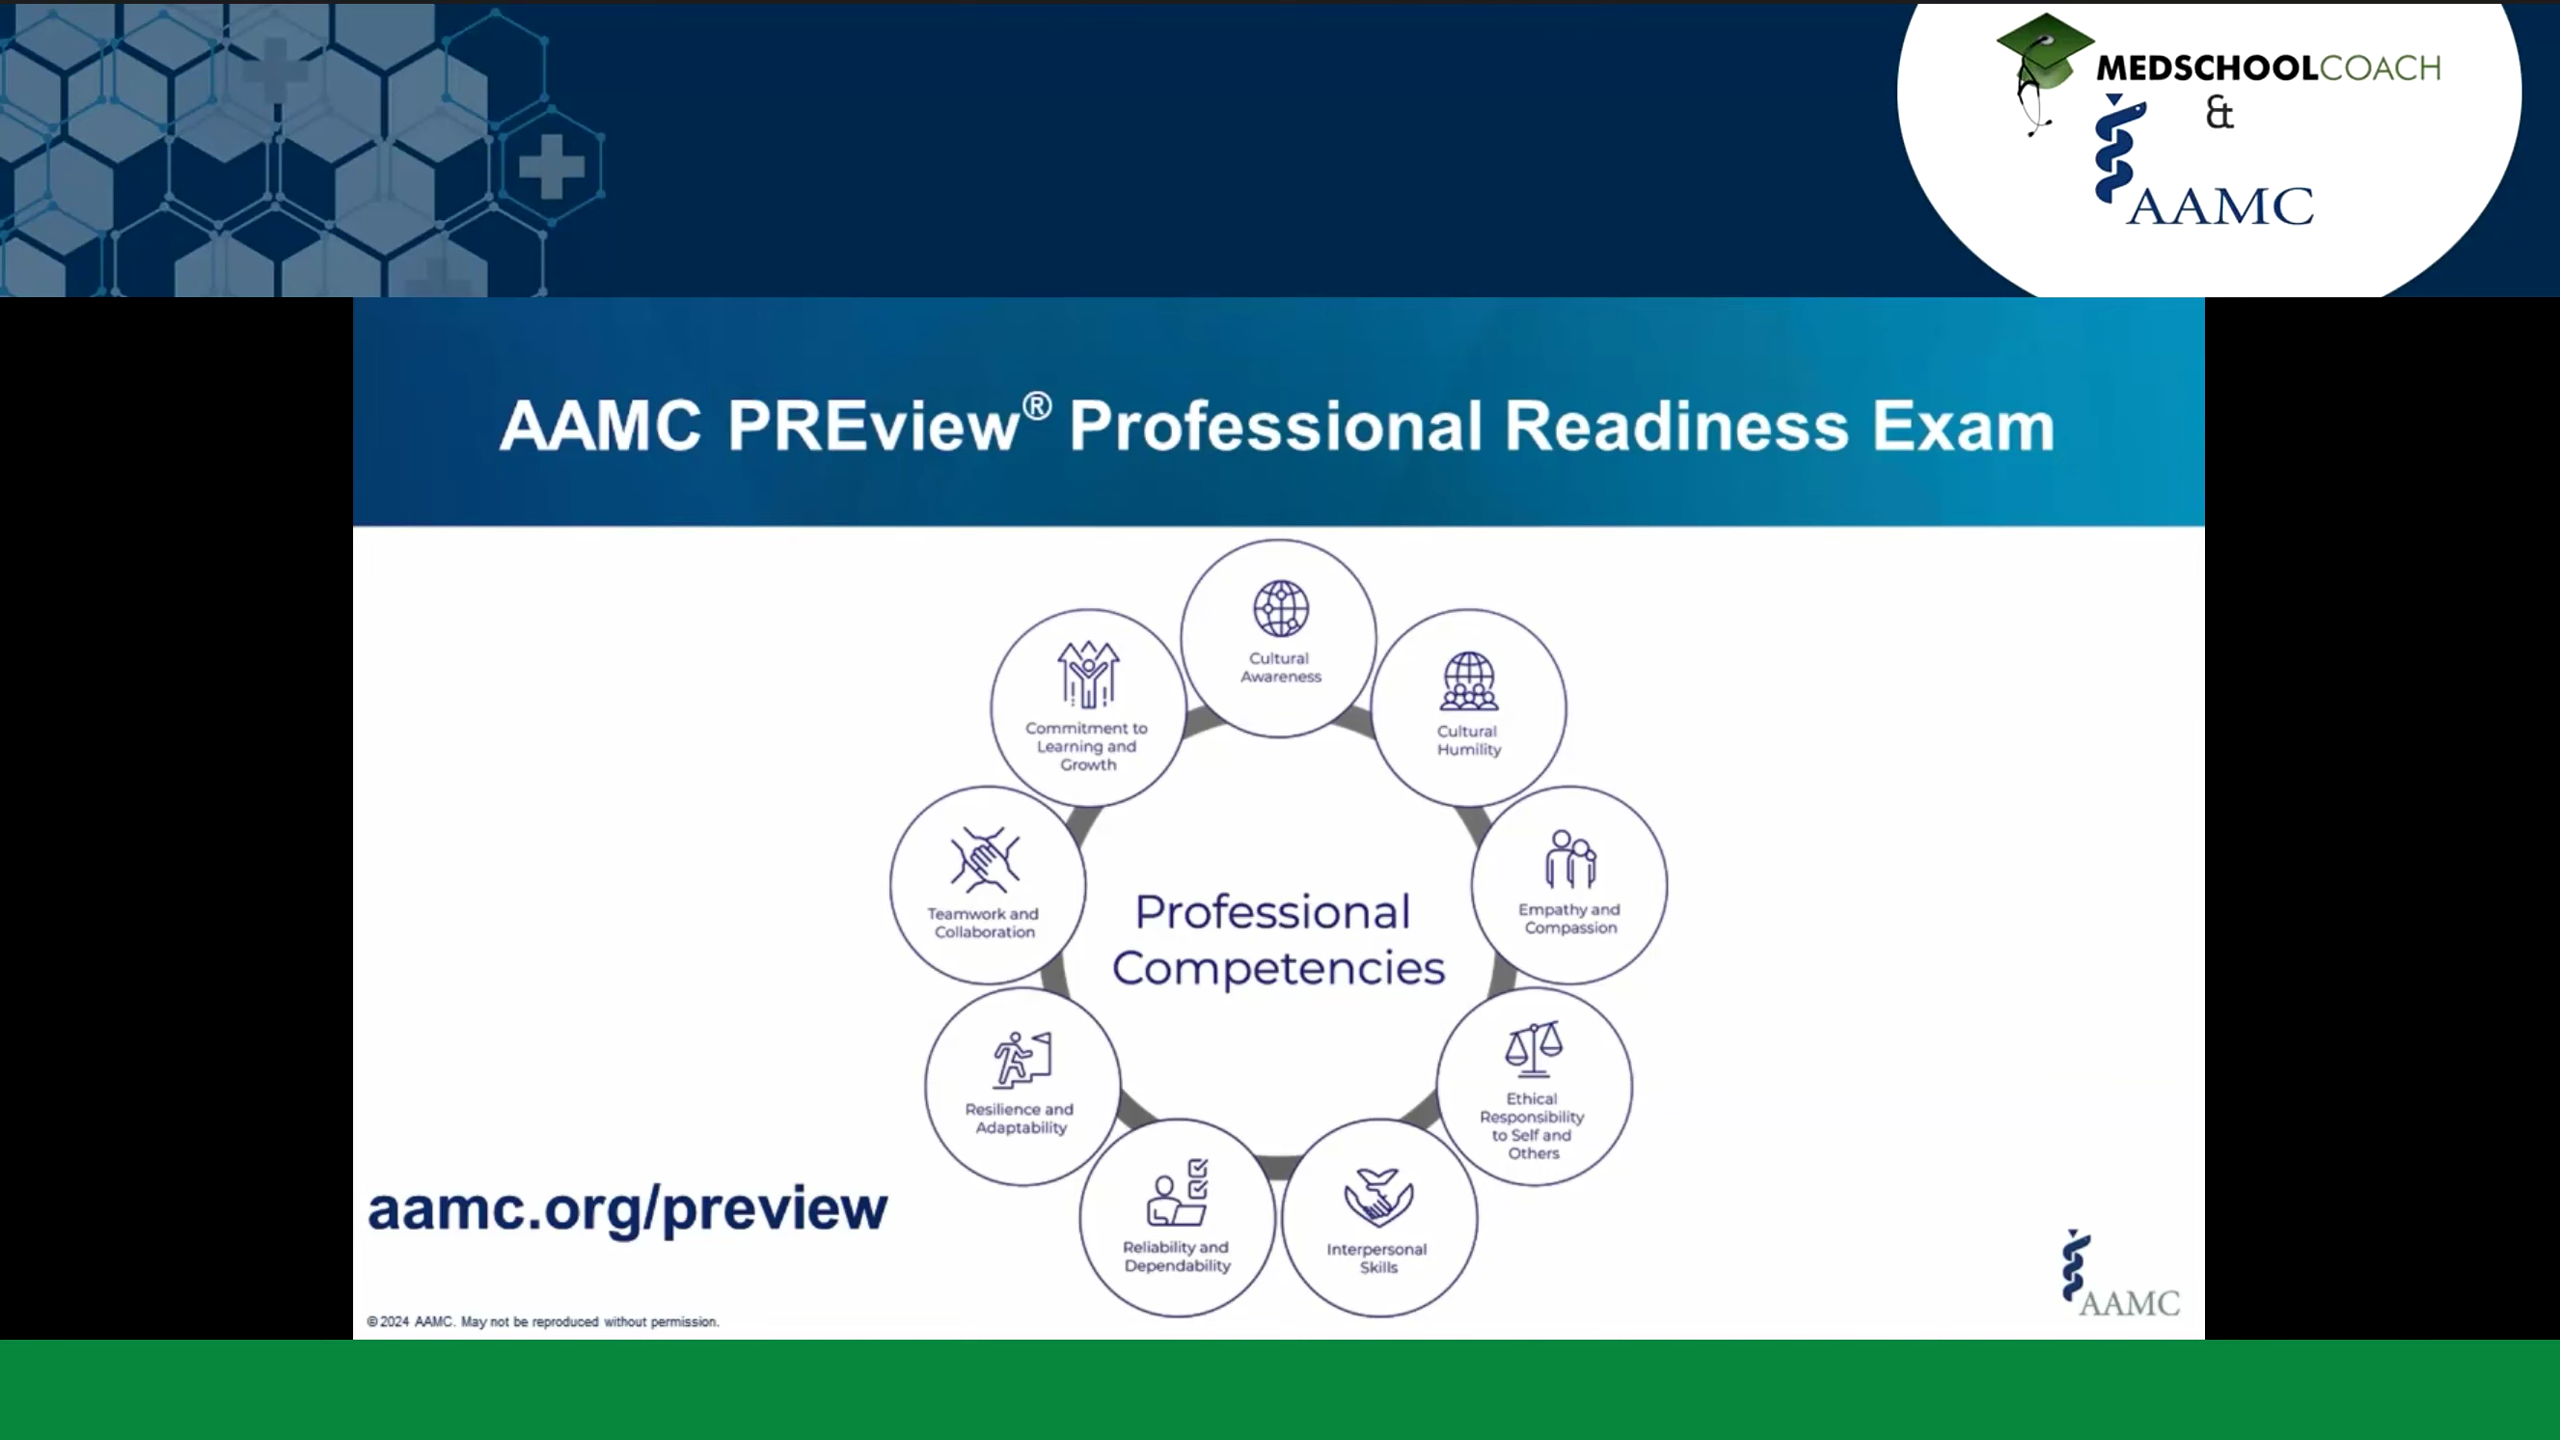 MEDSCHOOLCOACH
&
AAMC
AAMC PREview® Professional Readiness Exam
Cultural
Awareness
Cultural
Humility
Empathy and
Compassion
Ethical
Responsibility
to Self and
Others
Interpersonal
Skills
Reliability and
Dependability
Resilience and
Adaptability
Teamwork and
Collaboration
Commitment to
Learning and
Growth
Professional
Competencies
aamc.org/preview
© 2024 AAMC. May not be reproduced without permission.
AAMC